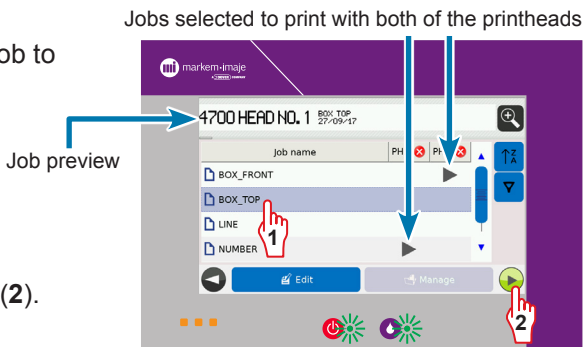 Jobs selected to print with both of the printheads
ob to
markem·imaje
4700 HEAD NO. 1 BOX TOP
27/09/17
Job preview
Job name PH PH
BOX_FRONT
BOX_TOP
1
LINE
NUMBER
Edit Manage
(2).
2